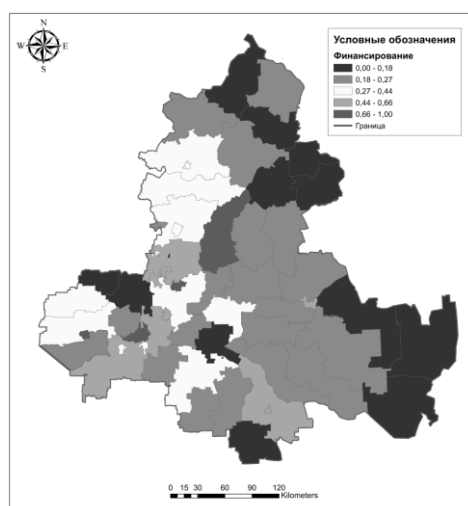 N
W E
S
Условные обозначения
Финансирование
0,00 - 0,18
0,18 - 0,27
0,27 - 0,44
0,44 - 0,66
0,66 - 1,00
Граница
0 15 30 60 90 120
Kilometers